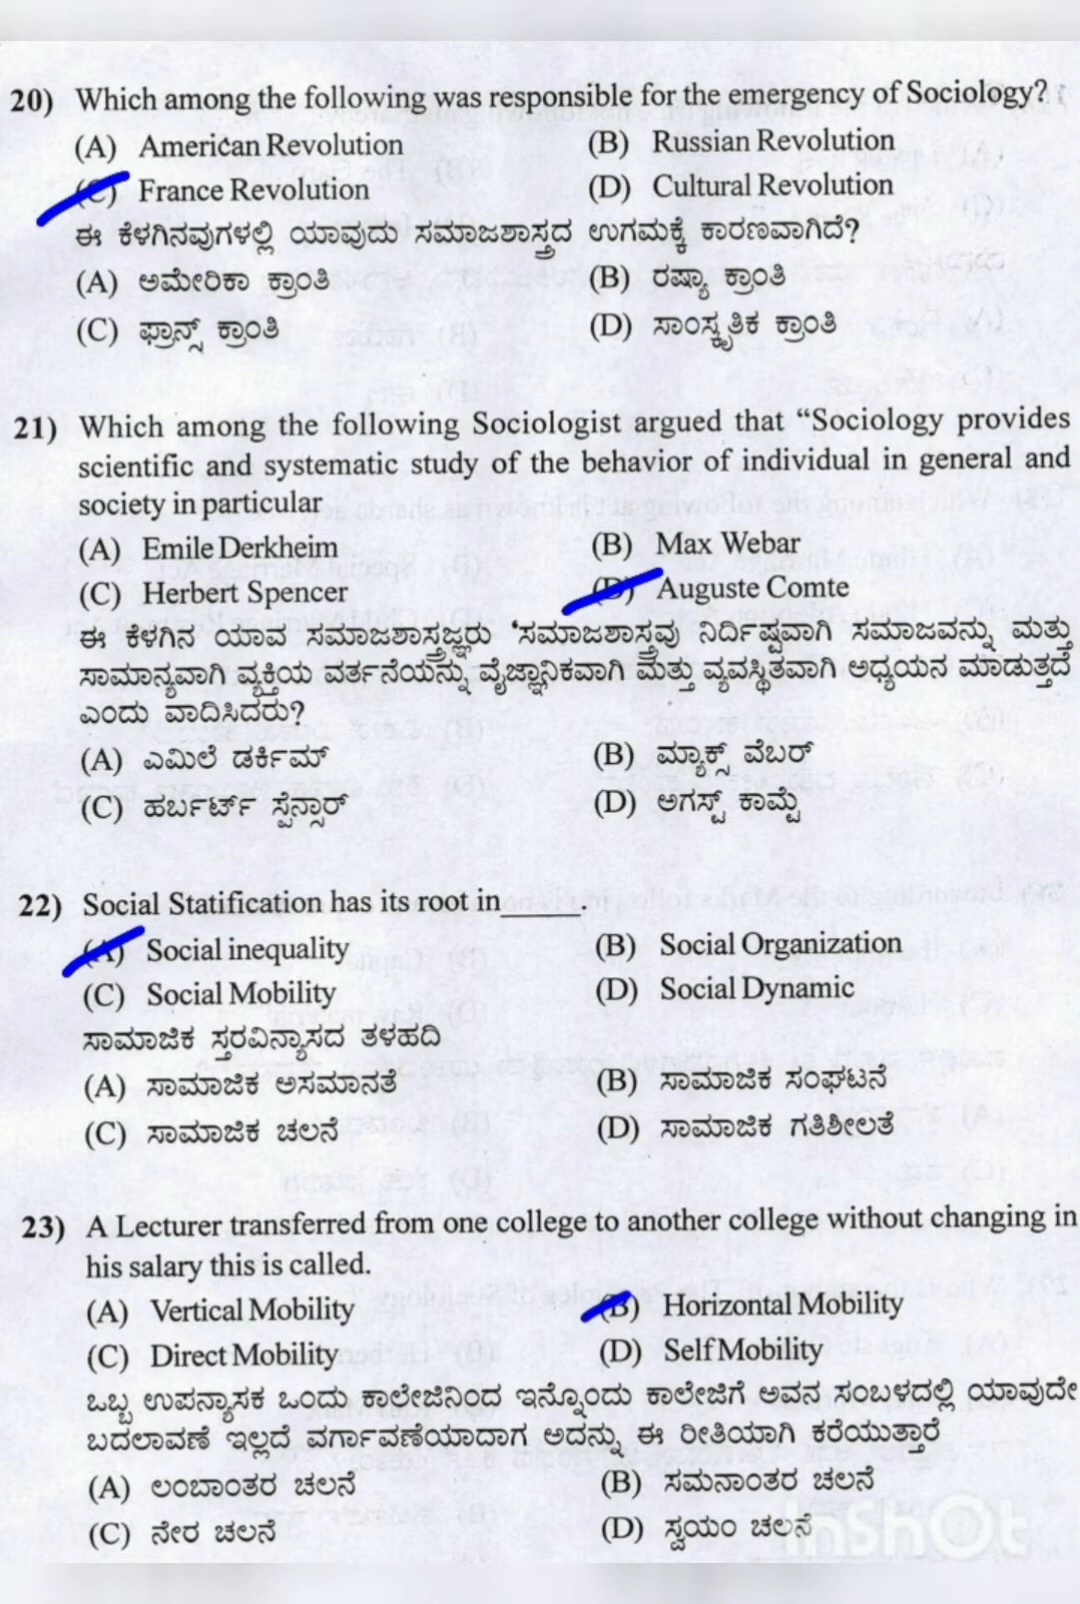 20) Which among the following was responsible for the emergency of Sociology?
(A) American Revolution (B) Russian Revolution
(C) France Revolution (D) Cultural Revolution
ಈ ಕೆಳಗಿನವುಗಳಲ್ಲಿ ಯಾವುದು ಸಮಾಜಶಾಸ್ತ್ರದ ಉಗಮಕ್ಕೆ ಕಾರಣವಾಗಿದೆ?
(A) ಅಮೇರಿಕಾ ಕ್ರಾಂತಿ (B) ರಷ್ಯಾ ಕ್ರಾಂತಿ
(C) ಫ್ರಾನ್ಸ್ ಕ್ರಾಂತಿ (D) ಸಾಂಸ್ಕೃತಿಕ ಕ್ರಾಂತಿ
21) Which among the following Sociologist argued that “Sociology provides
scientific and systematic study of the behavior of individual in general and
society in particular
(A) Emile Derkheim (B) Max Webar
(C) Herbert Spencer (D) Auguste Comte
ಈ ಕೆಳಗಿನ ಯಾವ ಸಮಾಜಶಾಸ್ತ್ರಜ್ಞರು ‘ಸಮಾಜಶಾಸ್ತ್ರವು ನಿರ್ದಿಷ್ಟವಾಗಿ ಸಮಾಜವನ್ನು ಮತ್ತು
ಸಾಮಾನ್ಯವಾಗಿ ವ್ಯಕ್ತಿಯ ವರ್ತನೆಯನ್ನು ವೈಜ್ಞಾನಿಕವಾಗಿ ಮತ್ತು ವ್ಯವಸ್ಥಿತವಾಗಿ ಅಧ್ಯಯನ ಮಾಡುತ್ತದೆ
ಎಂದು ವಾದಿಸಿದರು?
(A) ಎಮಿಲೆ ಡರ್ಕಿಮ್ (B) ಮ್ಯಾಕ್ಸ್ ವೆಬರ್
(C) ಹರ್ಬರ್ಟ್ ಸ್ಪೆನ್ಸಾರ್ (D) ಅಗಸ್ಟ್ ಕಾಮ್ಟೆ
22) Social Statification has its root in_____.
(A) Social inequality (B) Social Organization
(C) Social Mobility (D) Social Dynamic
ಸಾಮಾಜಿಕ ಸ್ತರವಿನ್ಯಾಸದ ತಳಹದಿ
(A) ಸಾಮಾಜಿಕ ಅಸಮಾನತೆ (B) ಸಾಮಾಜಿಕ ಸಂಘಟನೆ
(C) ಸಾಮಾಜಿಕ ಚಲನೆ (D) ಸಾಮಾಜಿಕ ಗತಿಶೀಲತೆ
23) A Lecturer transferred from one college to another college without changing in
his salary this is called.
(A) Vertical Mobility (B) Horizontal Mobility
(C) Direct Mobility (D) Self Mobility
ಒಬ್ಬ ಉಪನ್ಯಾಸಕ ಒಂದು ಕಾಲೇಜಿನಿಂದ ಇನ್ನೊಂದು ಕಾಲೇಜಿಗೆ ಅವನ ಸಂಬಳದಲ್ಲಿ ಯಾವುದೇ
ಬದಲಾವಣೆ ಇಲ್ಲದೆ ವರ್ಗಾವಣೆಯಾದಾಗ ಅದನ್ನು ಈ ರೀತಿಯಾಗಿ ಕರೆಯುತ್ತಾರೆ
(A) ಲಂಬಾಂತರ ಚಲನೆ (B) ಸಮನಾಂತರ ಚಲನೆ
(C) ನೇರ ಚಲನೆ (D) ಸ್ವಯಂ ಚಲನೆ
InShOt